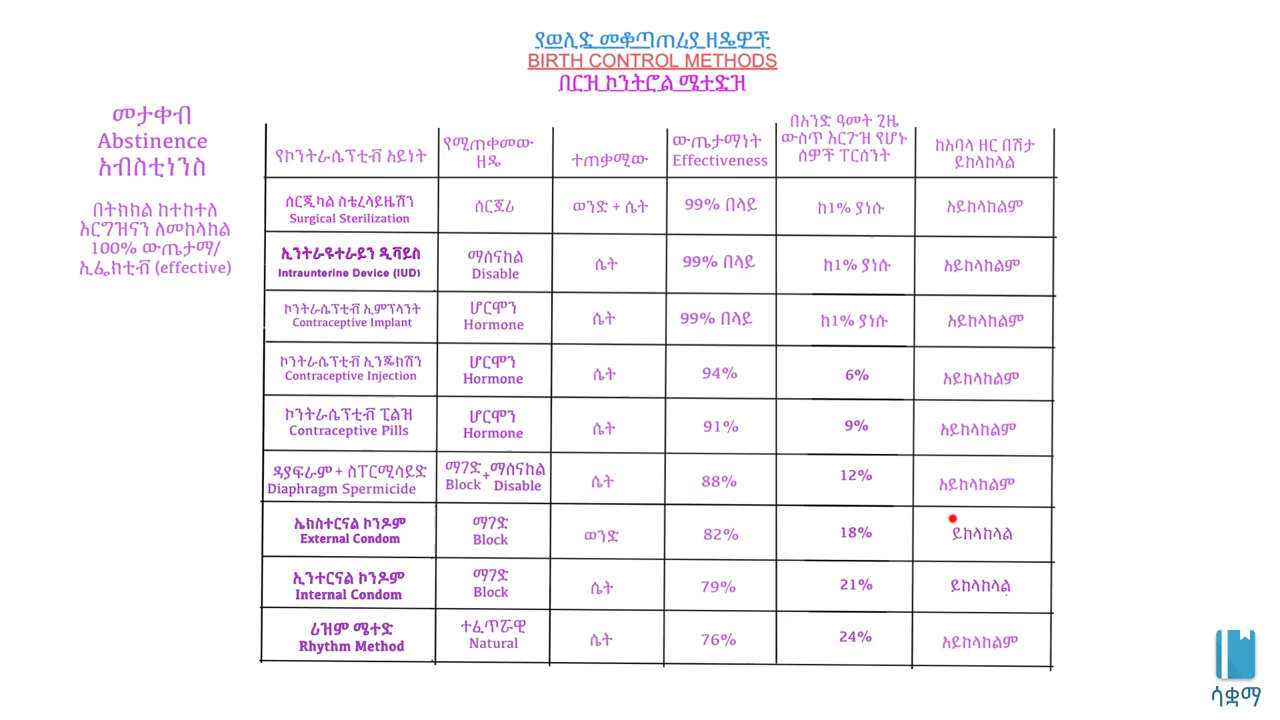 የወሊድ መቆጣጠሪያ ዘዴዎች
BIRTH CONTROL METHODS
በርዝ ኮንትሮል ሜተድዝ
መታቀብ
Abstinence
አብስቲነንስ
በትክክል ከተከተለ
እርግዝናን ለመከላከል
100% ውጤታማ/
ኢፌክቲቭ (effective)
የኮንትራሴፕቲቭ አይነት
የሚጠቀመው
ዘዴ
ተጠቃሚው
ውጤታማነት
Effectiveness
በአንድ ዓመት ጊዜ
ውስጥ እርጉዝ የሆኑ
ሰዎች ፐርሰንት
ከአባላ ዘር በሽታ
ይከላከላል
ሰርጂካል ስቴረላይዜሽን
Surgical Sterilization
ሰርጀሪ
ወንድ + ሴት
99% በላይ
ከ1% ያነሱ
አይከላከልም
ኢንትራዩተራይን ዲቫይስ
Intraunterine Device (IUD)
ማሰናከል
Disable
ሴት
99% በላይ
ከ1% ያነሱ
አይከላከልም
ኮንትራሴፕቲቭ ኢምፕላንት
Contraceptive Implant
ሆርሞን
Hormone
ሴት
99% በላይ
ከ1% ያነሱ
አይከላከልም
ኮንትራሴፕቲቭ ኢንጄክሽን
Contraceptive Injection
ሆርሞን
Hormone
ሴት
94%
6%
አይከላከልም
ኮንትራሴፕቲቭ ፒልዝ
Contraceptive Pills
ሆርሞን
Hormone
ሴት
91%
9%
አይከላከልም
ዳያፍራም + ስፐርሚሳይድ
Diaphragm Spermicide
ማገድ + ማሰናከል
Block Disable
ሴት
88%
12%
አይከላከልም
ኤክስተርናል ኮንዶም
External Condom
ማገድ
Block
ወንድ
82%
18%
ይከላከላል
ኢንተርናል ኮንዶም
Internal Condom
ማገድ
Block
ሴት
79%
21%
ይከላከላል
ሪዝም ሜተድ
Rhythm Method
ተፈጥሯዊ
Natural
ሴት
76%
24%
አይከላከልም
ሳቋማ